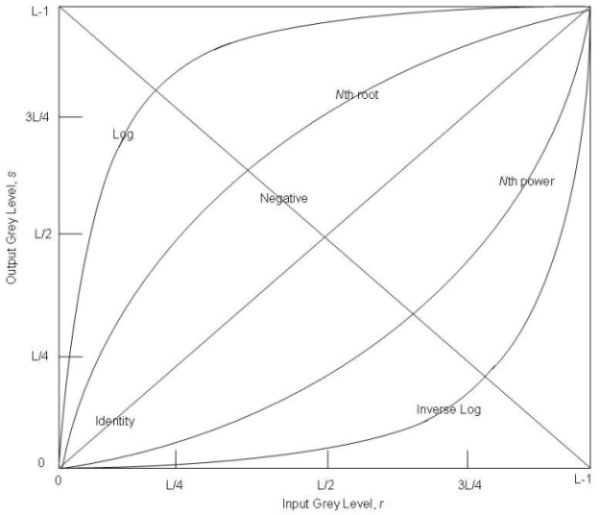 L-1
Nth root
3L/4
Log
Nth power
Negative
Output Grey Level, s
L/2
L/4
Identity
Inverse Log
0
0
L/4
L/2
3L/4
L-1
Input Grey Level, r